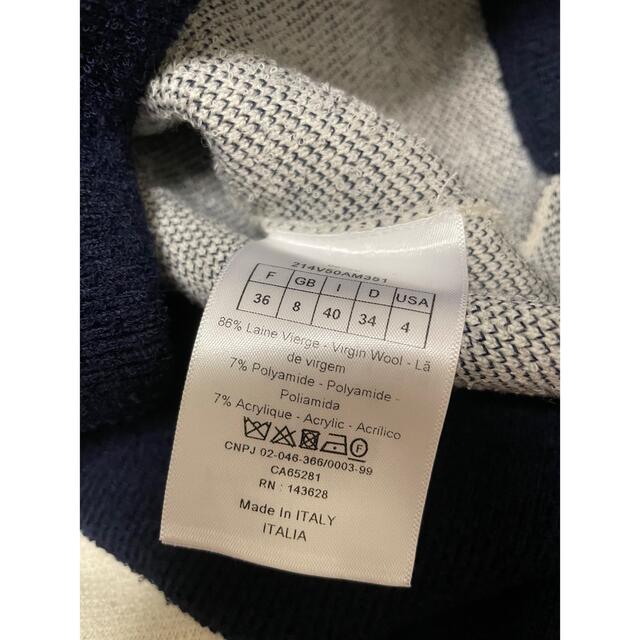 214V50AM351
F GB I D USA
36 8 40 34 4
86% Laine Vierge - Virgin Wool - Lã
de virgem
7% Polyamide - Polyamide -
Poliamida
7% Acrylique - Acrylic - Acrílico
F
CNPJ 02-046-366/0003-99
CA65281
RN : 143628
Made In ITALY
ITALIA